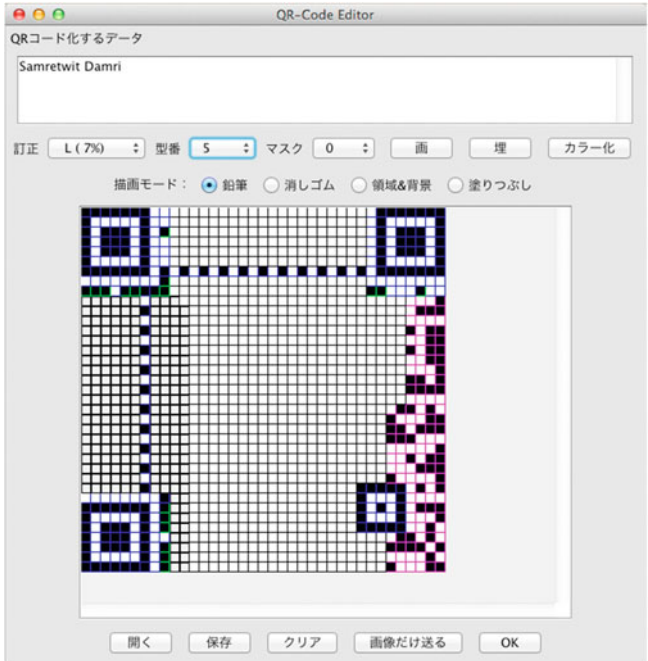 QR-Code Editor
QRコード化するデータ
Samretwit Damri
訂正 L ( 7%) 型番 5 マスク 0 画 埋 カラー化
描画モード： 鉛筆 消しゴム 領域&背景 塗りつぶし
開く 保存 クリア 画像だけ送る OK